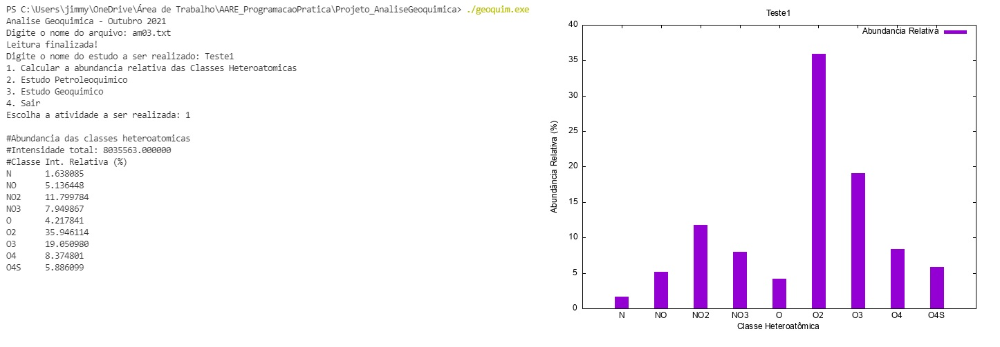 PS C:\Users\jimmy\OneDrive\Área de Trabalho\AARE_ProgramacaoPratica\Projeto_AnaliseGeoquimica> ./geoquim.exe
Analise Geoquimica - Outubro 2021
Digite o nome do arquivo: am03.txt
Leitura finalizada!
Digite o nome do estudo a ser realizado: Teste1
1. Calcular a abundancia relativa das Classes Heteroatomicas
2. Estudo Petroleoquimico
3. Estudo Geoquimico
4. Sair
Escolha a atividade a ser realizada: 1
#Abundancia das classes heteroatomicas
#Intensidade total: 8035563.000000
#Classe Int. Relativa (%)
N 1.638085
NO 5.136448
NO2 11.799784
NO3 7.949867
O 4.217841
O2 35.946114
O3 19.050980
O4 8.374801
O4S 5.886099
Teste1
Abundancia Relativa
Abundância Relativa (%)
40
35
30
25
20
15
10
5
0
N NO NO2 NO3 O O2 O3 O4 O4S
Classe Heteroatômica